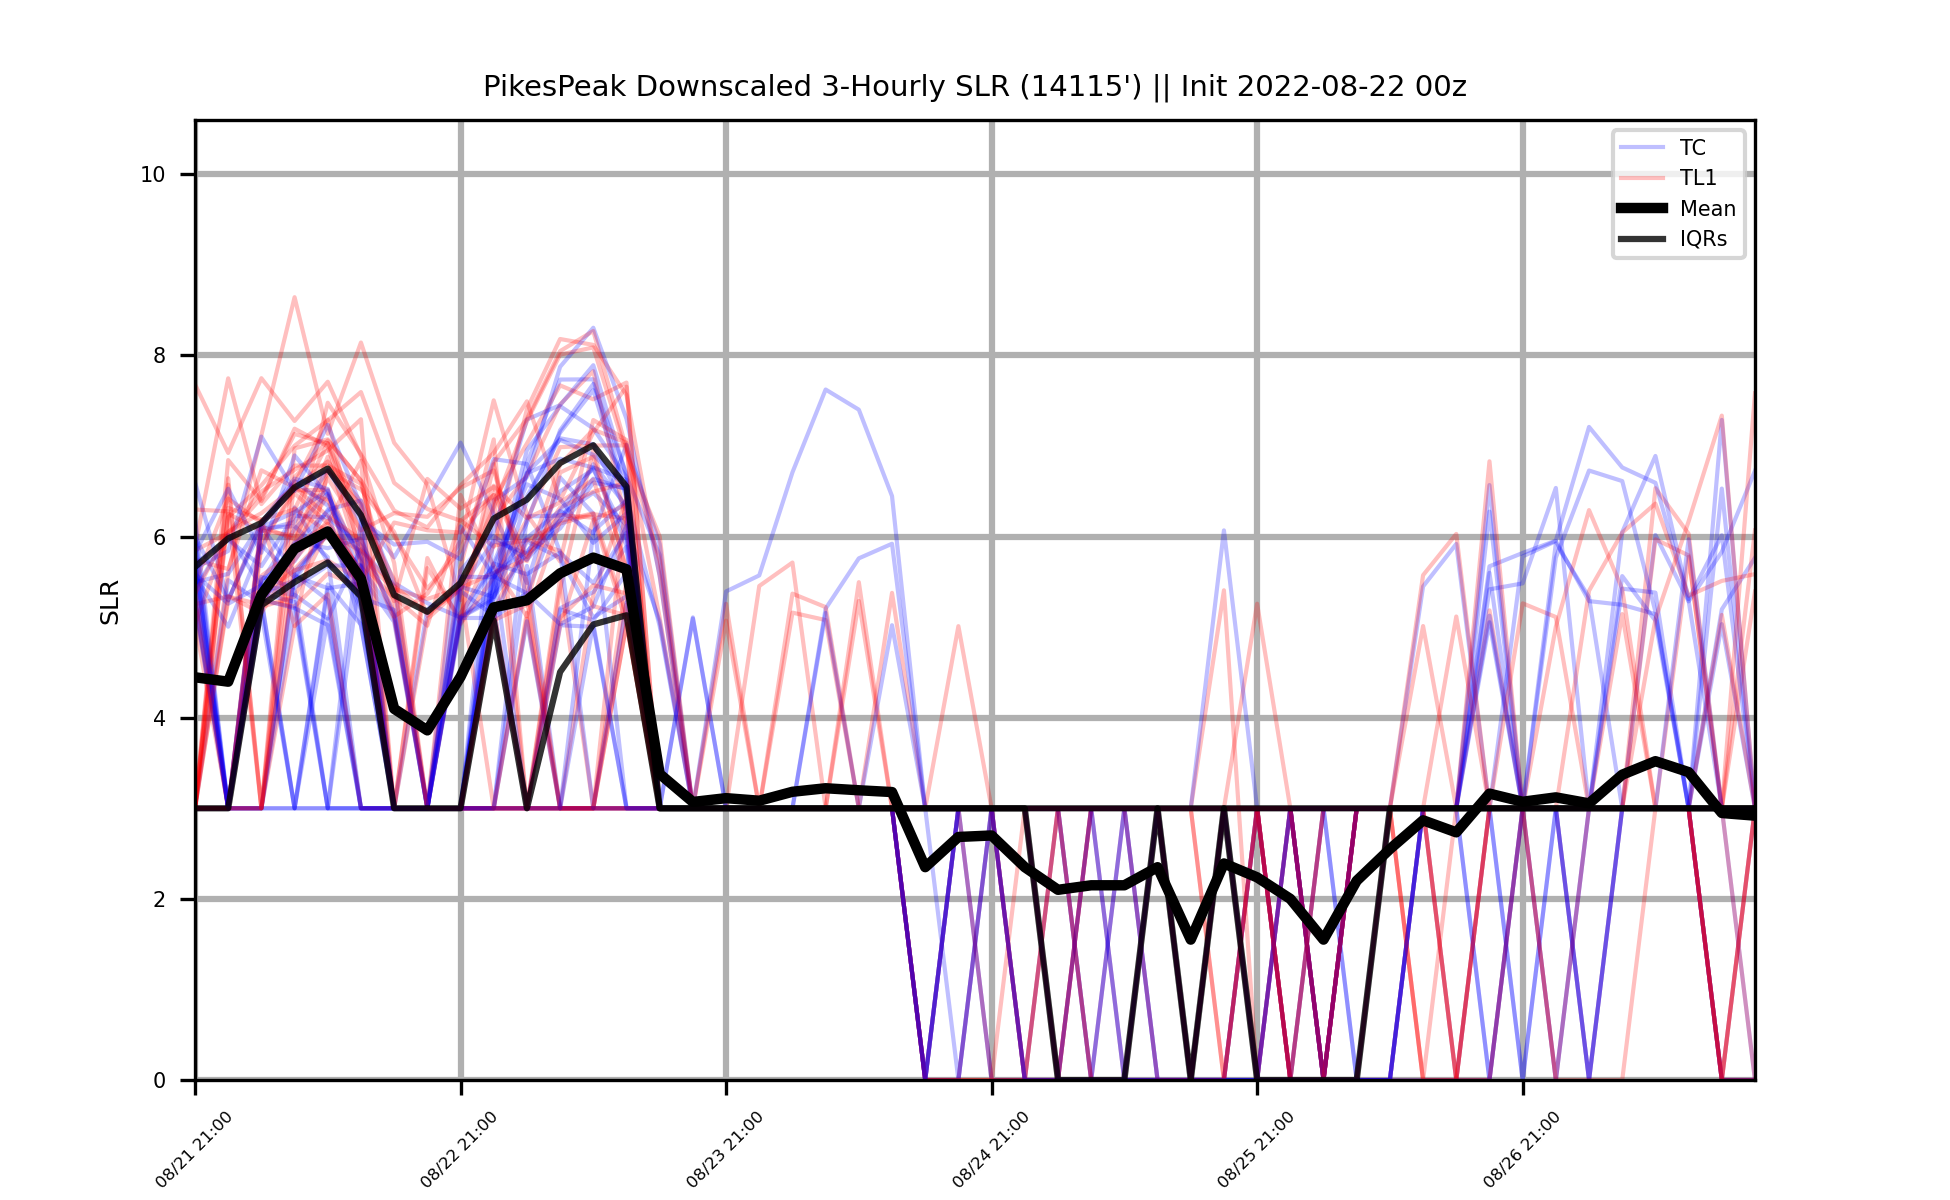 PikesPeak Downscaled 3-Hourly SLR (14115') || Init 2022-08-22 00z
TC
TL1
Mean
IQRs
SLR
10
8
6
4
2
0
08/21 21:00
08/22 21:00
08/23 21:00
08/24 21:00
08/25 21:00
08/26 21:00